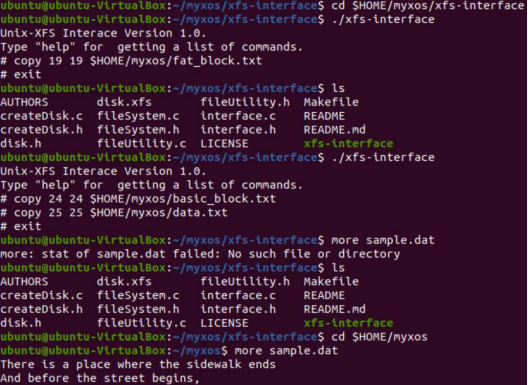 ubuntu@ubuntu-VirtualBox:~/myxos/xfs-interface$ cd $HOME/myxos/xfs-interface
ubuntu@ubuntu-VirtualBox:~/myxos/xfs-interface$ ./xfs-interface
Unix-XFS Interace Version 1.0.
Type "help" for  getting a list of commands.
# copy 19 19 $HOME/myxos/fat_block.txt
# exit
ubuntu@ubuntu-VirtualBox:~/myxos/xfs-interface$ ls
AUTHORS       disk.xfs       fileUtility.h  Makefile
createDisk.c  fileSystem.c   interface.c    README
createDisk.h  fileSystem.h   interface.h    README.md
disk.h        fileUtility.c  LICENSE        xfs-interface
ubuntu@ubuntu-VirtualBox:~/myxos/xfs-interface$ ./xfs-interface
Unix-XFS Interace Version 1.0.
Type "help" for  getting a list of commands.
# copy 24 24 $HOME/myxos/basic_block.txt
# copy 25 25 $HOME/myxos/data.txt
# exit
ubuntu@ubuntu-VirtualBox:~/myxos/xfs-interface$ more sample.dat
more: stat of sample.dat failed: No such file or directory
ubuntu@ubuntu-VirtualBox:~/myxos/xfs-interface$ ls
AUTHORS       disk.xfs       fileUtility.h  Makefile
createDisk.c  fileSystem.c   interface.c    README
createDisk.h  fileSystem.h   interface.h    README.md
disk.h        fileUtility.c  LICENSE        xfs-interface
ubuntu@ubuntu-VirtualBox:~/myxos/xfs-interface$ cd $HOME/myxos
ubuntu@ubuntu-VirtualBox:~/myxos$ more sample.dat
There is a place where the sidewalk ends
And before the street begins,